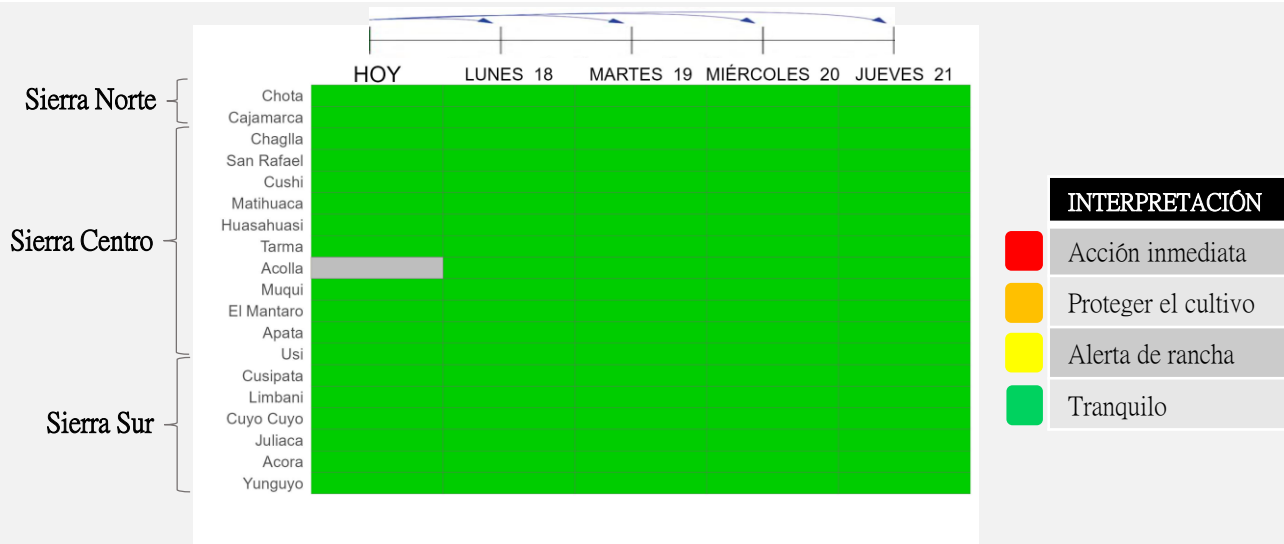 HOY LUNES 18 MARTES 19 MIÉRCOLES 20 JUEVES 21
Sierra Norte
Chota
Cajamarca
Sierra Centro
Chaglla
San Rafael
Cushi
Matihuaca
Huasahuasi
Tarma
Acolla
Muqui
El Mantaro
Apata
Usi
Sierra Sur
Cusipata
Limbani
Cuyo Cuyo
Juliaca
Acora
Yunguyo
INTERPRETACIÓN
Acción inmediata
Proteger el cultivo
Alerta de rancha
Tranquilo